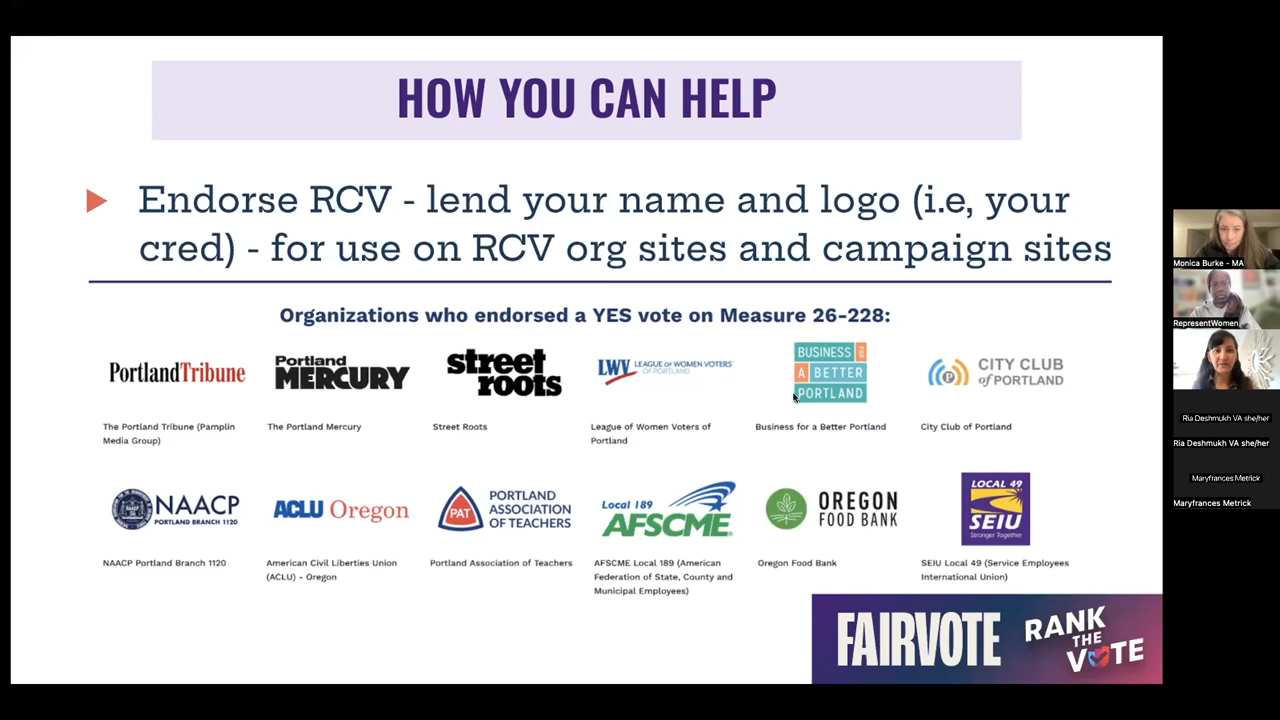 HOW YOU CAN HELP
Endorse RCV - lend your name and logo (i.e, your
cred) - for use on RCV org sites and campaign sites
Organizations who endorsed a YES vote on Measure 26-228:
PortlandTribune
Portland
MERCURY
street
roots
LWV LEAGUE OF WOMEN VOTERS®
OF PORTLAND
BUSINESS FOR
A BETTER
PORTLAND
CITY CLUB
of PORTLAND
The Portland Tribune (Pamplin
Media Group)
The Portland Mercury
Street Roots
League of Women Voters of
Portland
Business for a Better Portland
City Club of Portland
NAACP
PORTLAND BRANCH 1120
ACLU Oregon
PAT
PORTLAND
ASSOCIATION
OF TEACHERS
Local 189
AFSCME
OREGON
FOOD BANK
LOCAL 49
SEIU
Stronger Together
NAACP Portland Branch 1120
American Civil Liberties Union
(ACLU) - Oregon
Portland Association of Teachers
AFSCME Local 189 (American
Federation of State, County and
Municipal Employees)
Oregon Food Bank
SEIU Local 49 (Service Employees
International Union)
FAIRVOTE
RANK
THE
VOTE
Monica Burke - MA
RepresentWomen
Ria Deshmukh VA she/her
Ria Deshmukh VA she/her
Maryfrances Metrick
Maryfrances Metrick